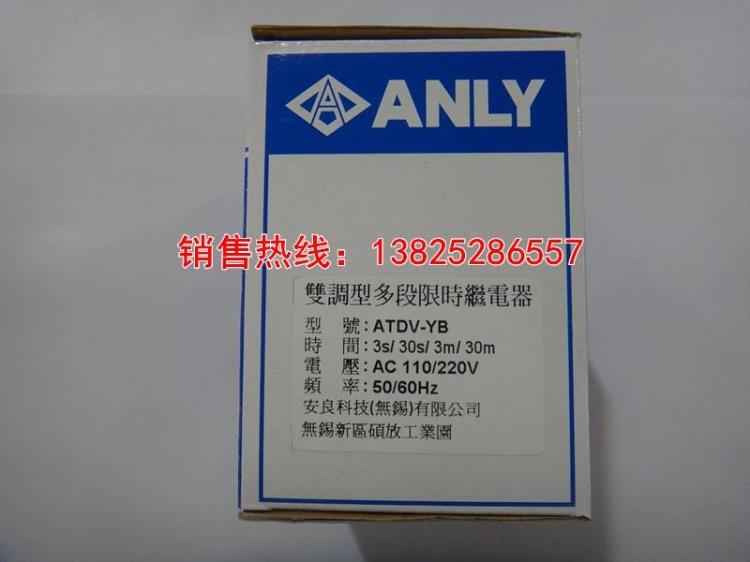 ANLY
销售热线：13825286557
雙調型多段限時繼電器
型 號：ATDV-YB
時 間：3s/ 30s/ 3m/ 30m
電 壓：AC 110/220V
頻 率：50/60Hz
安良科技(無錫)有限公司
無錫新區碩放工業園